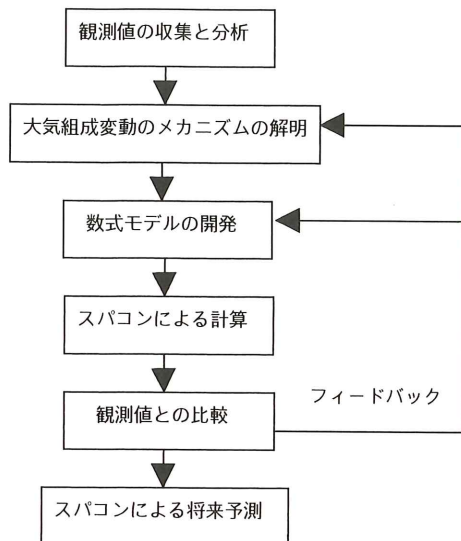 観測値の収集と分析
大気組成変動のメカニズムの解明
数式モデルの開発
スパコンによる計算
フィードバック
観測値との比較
スパコンによる将来予測